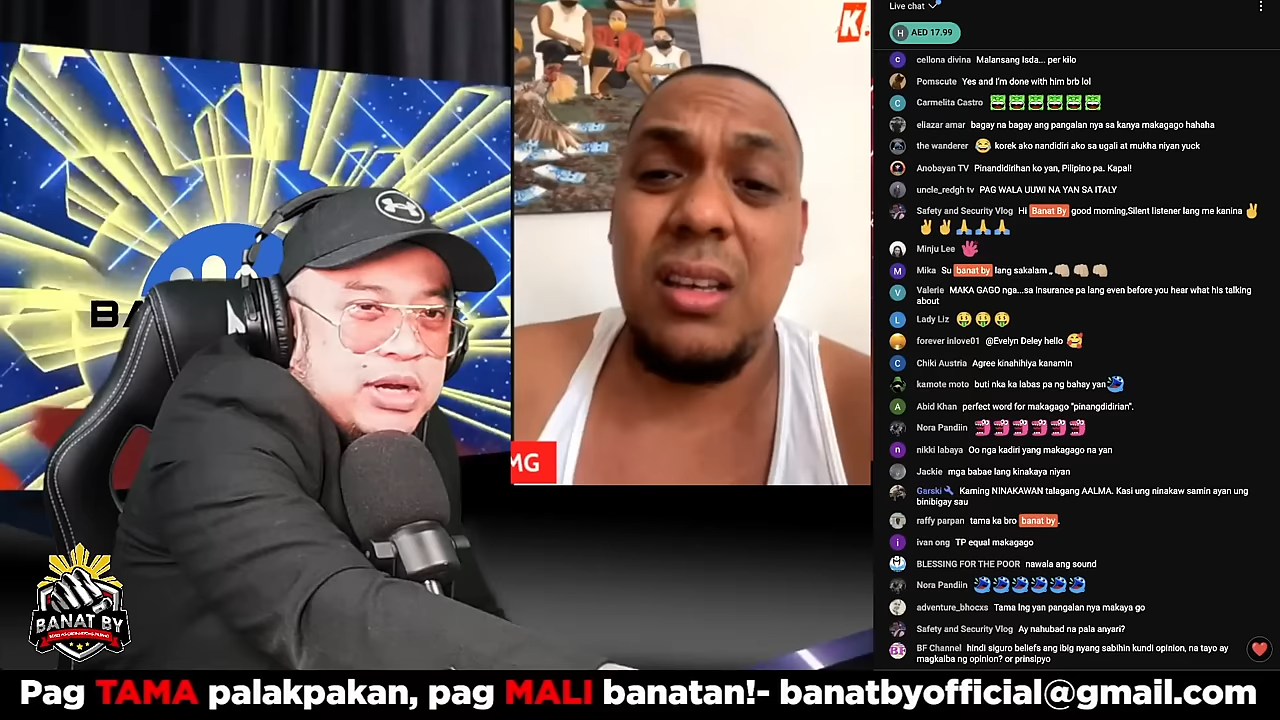 K.
BA
MG
BANAT BY
Live chat
H AED 17.99
cellona divina Malansang Isda... per kilo
Pomscute Yes and I'm done with him brb lol
Carmelita Castro
eliazar amar bagay na bagay ang pangalan nya sa kanya makagago hahaha
the wanderer 😂 korek ako nandidiri ako sa ugali at mukha niyan yuck
Anobayan TV Pinandidirihan ko yan, Pilipino pa. Kapal!
uncle_redgh tv PAG WALA UUWI NA YAN SA ITALY
Safety and Security Vlog Hi Banat By good morning,Silent listener lang me kanina ✌
✌✌🙏🙏🙏
Minju Lee
Mika Su banat by lang sakalam ,, 👊👊👊
Valerie MAKA GAGO nga...sa insurance pa lang even before you hear what his talking
about
Lady Liz 🤑🤑🤑
forever inlove01 @Evelyn Deley hello 🥰
Chiki Austria Agree kinahihiya kanamin
kamote moto buti nka ka labas pa ng bahay yan
Abid Khan perfect word for makagago "pinangdidirian".
Nora Pandiin
nikki labaya Oo nga kadiri yang makagago na yan
Jackie mga babae lang kinakaya niyan
Garski🔧 Kaming NINAKAWAN talagang AALMA. Kasi ung ninakaw samin ayan ung
binibigay sau
raffy parpan tama ka bro banat by.
ivan ong TP equal makagago
BLESSING FOR THE POOR nawala ang sound
Nora Pandiin
adventure_bhocxs Tama lng yan pangalan nya makaya go
Safety and Security Vlog Ay nahubad na pala anyari?
BF Channel hindi siguro beliefs ang ibig nyang sabihin kundi opinion, na tayo ay
magkaiba ng opinion? or prinsipyo
Pag TAMA palakpakan, pag MALI banatan!- banatbyofficial@gmail.com